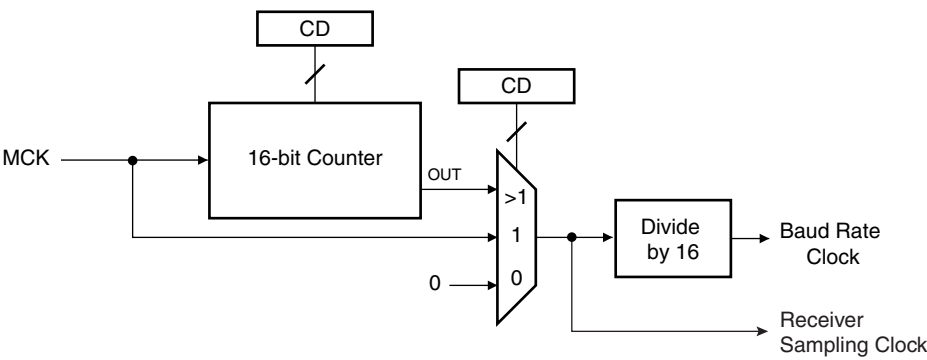 CD
CD
MCK
16-bit Counter
OUT
>1
1
0
0
Divide
by 16
Baud Rate
Clock
Receiver
Sampling Clock